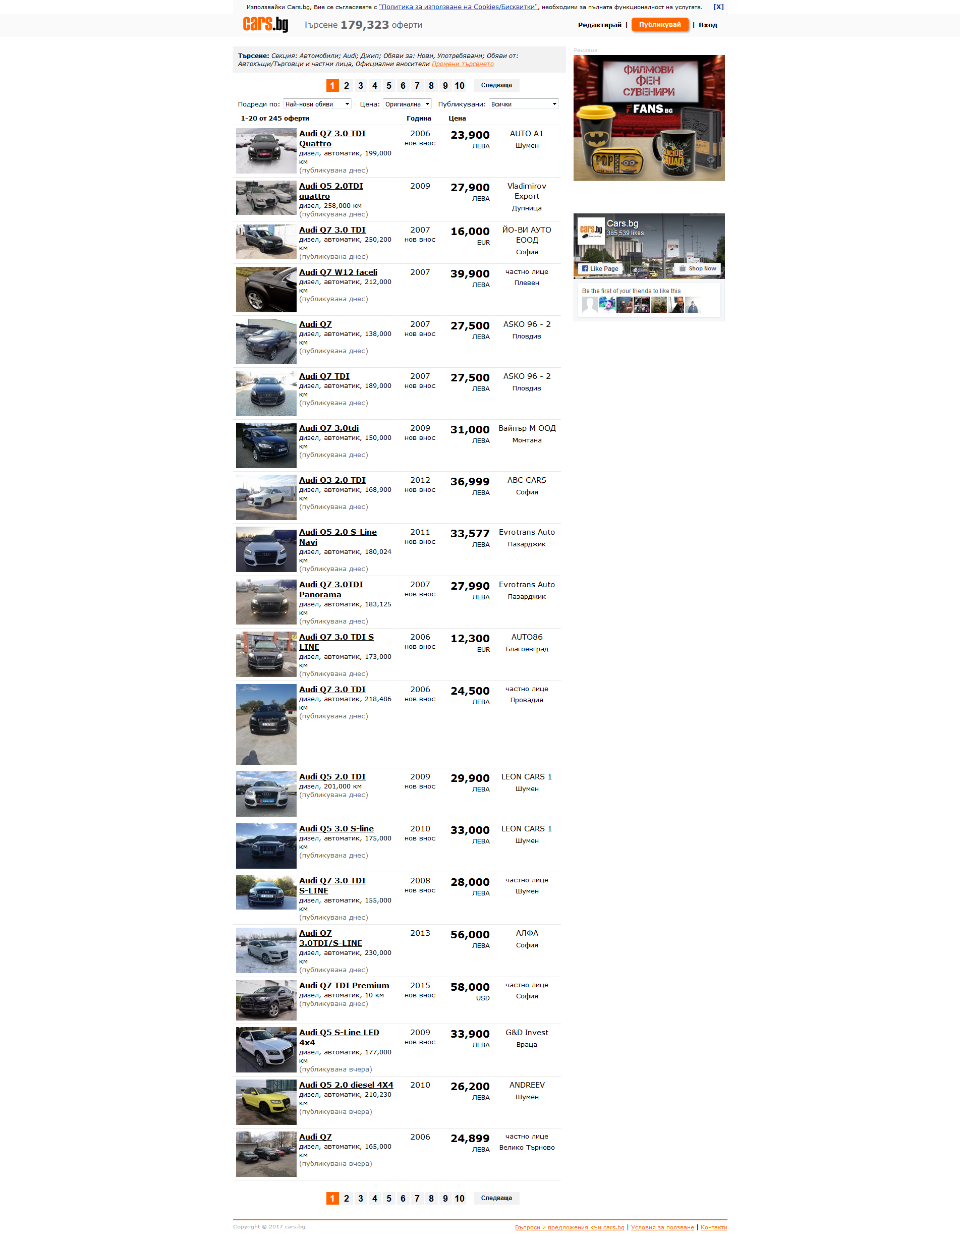 Използвайки Cars.bg, Вие се съгласявате с "Политика за използване на Cookies/Бисквитки", необходими за пълната функционалност на услугата. [X]
cars.bg Търсене 179,323 оферти Редактирай | Публикувай | Вход
Търсене: Секция: Автомобили; Audi; Джип; Обяви за: Нови, Употребявани; Обяви от:
Автокъщи/Търговци и частни лица, Официални вносители Промени търсенето
Реклама
1 2 3 4 5 6 7 8 9 10 Следваща
Подреди по: Най-нови обяви Цена: Оригинална Публикувани: Всички
1-20 от 245 оферти Година Цена
Audi Q7 3.0 TDI Quattro
дизел, автоматик, 199,000 км
(публикувана днес)
2006 нов внос
23,900 ЛЕВА
AUTO A1 Шумен
Audi Q5 2.0TDI quattro
дизел, 258,000 км
(публикувана днес)
2009
27,900 ЛЕВА
Vladimirov Export Дупница
Audi Q7 3.0 TDI
дизел, автоматик, 250,200 км
(публикувана днес)
2007 нов внос
16,000 EUR
ЙО-ВИ АУТО ЕООД София
Audi Q7 W12 faceli
дизел, автоматик, 212,000 км
(публикувана днес)
2007
39,900 ЛЕВА
частно лице Плевен
Audi Q7
дизел, автоматик, 138,000 км
(публикувана днес)
2007 нов внос
27,500 ЛЕВА
ASKO 96 - 2 Пловдив
Audi Q7 TDI
дизел, автоматик, 189,000 км
(публикувана днес)
2007 нов внос
27,500 ЛЕВА
ASKO 96 - 2 Пловдив
Audi Q7 3.0tdi
дизел, автоматик, 150,000 км
(публикувана днес)
2009 нов внос
31,000 ЛЕВА
Вайпър М ООД Монтана
Audi Q3 2.0 TDI
дизел, автоматик, 168,900 км
(публикувана днес)
2012 нов внос
36,999 ЛЕВА
ABC CARS София
Audi Q5 2.0 S-Line Navi
дизел, автоматик, 180,024 км
(публикувана днес)
2011 нов внос
33,577 ЛЕВА
Evrotrans Auto Пазарджик
Audi Q7 3.0TDI Panorama
дизел, автоматик, 183,125 км
(публикувана днес)
2007 нов внос
27,990 ЛЕВА
Evrotrans Auto Пазарджик
Audi Q7 3.0 TDI S LINE
дизел, автоматик, 173,000 км
(публикувана днес)
2006 нов внос
12,300 EUR
AUTO86 Благоевград
Audi Q7 3.0 TDI
дизел, автоматик, 218,486 км
(публикувана днес)
2006 нов внос
24,500 ЛЕВА
частно лице Провадия
Audi Q5 2.0 TDI
дизел, 201,000 км
(публикувана днес)
2009 нов внос
29,900 ЛЕВА
LEON CARS 1 Шумен
Audi Q5 3.0 S-line
дизел, автоматик, 175,000 км
(публикувана днес)
2010 нов внос
33,000 ЛЕВА
LEON CARS 1 Шумен
Audi Q7 3.0 TDI S-LINE
дизел, автоматик, 155,000 км
(публикувана днес)
2008 нов внос
28,000 ЛЕВА
частно лице Шумен
Audi Q7 3.0TDI/S-LINE
дизел, автоматик, 230,000 км
(публикувана днес)
2013
56,000 ЛЕВА
АЛФА София
Audi Q7 TDI Premium
дизел, автоматик, 10 км
(публикувана днес)
2015 нов внос
58,000 USD
частно лице София
Audi Q5 S-Line LED 4x4
дизел, автоматик, 177,000 км
(публикувана вчера)
2009 нов внос
33,900 ЛЕВА
G&D Invest Враца
Audi Q5 2.0 diesel 4X4
дизел, автоматик, 210,230 км
(публикувана вчера)
2010
26,200 ЛЕВА
ANDREEV Шумен
Audi Q7
дизел, автоматик, 165,000 км
(публикувана вчера)
2006
24,899 ЛЕВА
частно лице Велико Търново
ФИЛМОВИ
ФЕН
СУВЕНИРИ
FANS BG
Cars.bg
385,539 likes
Like Page Shop Now
Be the first of your friends to like this
1 2 3 4 5 6 7 8 9 10 Следваща
Copyright © 2017 cars.bg Въпроси и предложения към cars.bg | Условия за ползване | Контакти